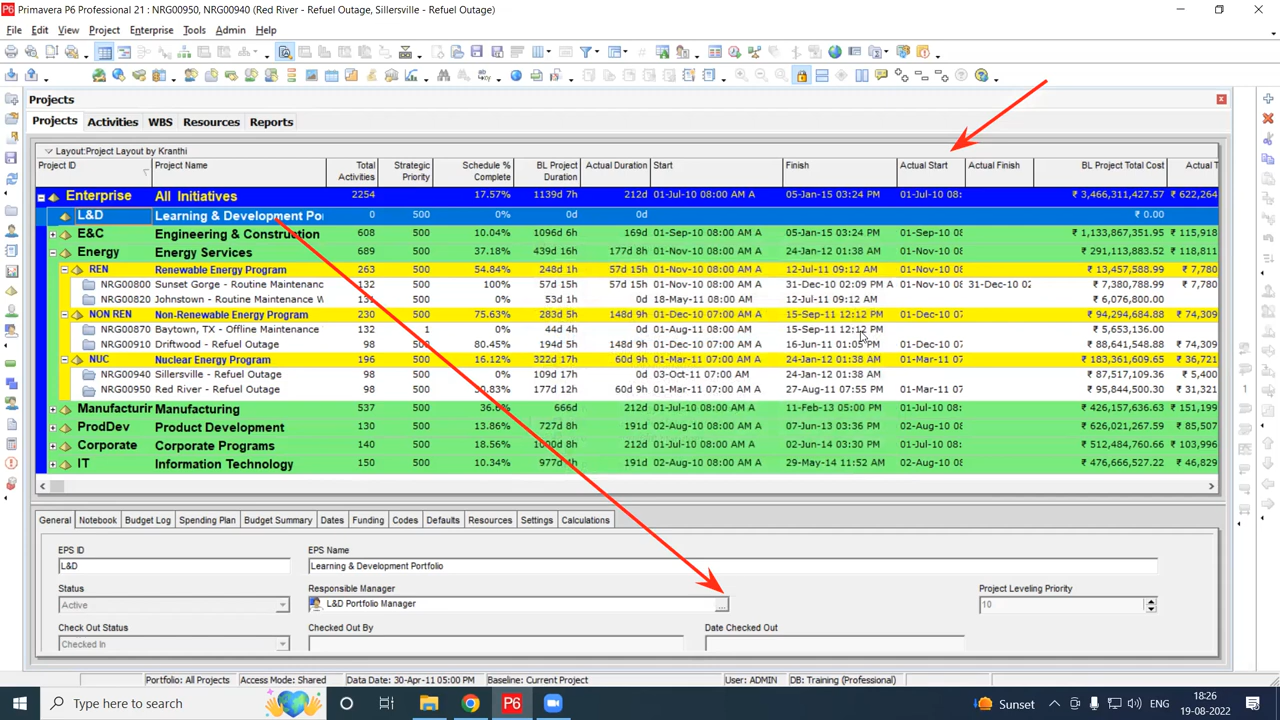 Primavera P6 Professional 21 : NRG00950, NRG00940 (Red River - Refuel Outage, Sillersville - Refuel Outage)
File Edit View Project Enterprise Tools Admin Help
Projects
Projects Activities WBS Resources Reports
Layout:Project Layout by Kranthi
Project ID Project Name Total Activities Strategic Priority Schedule % Complete BL Project Duration Actual Duration Start Finish Actual Start Actual Finish BL Project Total Cost Actual T
Enterprise All Initiatives 2254 17.57% 1139d 7h 212d 01-Jul-10 08:00 AM A 05-Jan-15 03:24 PM 01-Jul-10 08: ₹ 3,466,311,427.57 ₹ 622,264
L&D Learning & Development Po 0 500 0% 0d 0d ₹ 0.00
E&C Engineering & Construction 608 500 10.04% 1096d 6h 169d 01-Sep-10 08:00 AM A 05-Jan-15 03:24 PM 01-Sep-10 08 ₹ 1,133,867,351.95 ₹ 115,918
Energy Energy Services 689 500 18.00% 439d 16h 177d 8h 01-Nov-10 08:00 AM A 24-Jan-12 01:38 AM 01-Nov-10 08 ₹ 291,113,883.52 ₹ 118,811
REN Renewable Energy Program 263 500 54.84% 248d 1h 57d 15h 01-Nov-10 08:00 AM A 12-Jul-11 09:12 AM 01-Nov-10 08 ₹ 13,457,588.99 ₹ 7,780
NRG00800 Sunset Gorge - Routine Maintenance 132 500 100% 57d 15h 57d 15h 01-Nov-10 08:00 AM A 31-Dec-10 02:09 PM A 01-Nov-10 08 31-Dec-10 02: ₹ 7,380,788.99 ₹ 7,780
NRG00820 Johnstown - Routine Maintenance W 500 0% 53d 1h 0d 18-May-11 08:00 AM 12-Jul-11 09:12 AM ₹ 6,076,800.00
NON REN Non-Renewable Energy Program 230 500 75.63% 283d 5h 148d 9h 01-Dec-10 07:00 AM A 15-Sep-11 12:12 PM 01-Dec-10 07 ₹ 94,294,684.88 ₹ 74,309
NRG00870 Baytown, TX - Offline Maintenance 132 1 0% 44d 4h 0d 01-Aug-11 08:00 AM 15-Sep-11 12:12 PM ₹ 5,653,136.00
NRG00910 Driftwood - Refuel Outage 98 500 80.45% 194d 5h 148d 9h 01-Dec-10 07:00 AM A 16-Jun-11 01:05 PM 01-Dec-10 07 ₹ 88,641,548.88 ₹ 74,309
NUC Nuclear Energy Program 196 500 16.12% 322d 17h 60d 9h 01-Mar-11 07:00 AM A 24-Jan-12 01:38 AM 01-Mar-11 07 ₹ 183,361,609.65 ₹ 36,721
NRG00940 Sillersville - Refuel Outage 98 500 0% 109d 17h 0d 03-Oct-11 07:00 AM 24-Jan-12 01:38 AM ₹ 87,517,109.36 ₹ 5,400
NRG00950 Red River - Refuel Outage 98 500 177d 12h 60d 9h 01-Mar-11 07:00 AM A 27-Aug-11 07:55 PM 01-Mar-11 07 ₹ 95,844,500.30 ₹ 31,321
Manufacturir Manufacturing 537 500 666d 212d 01-Jul-10 08:00 AM A 11-Feb-13 05:00 PM 01-Jul-10 08: ₹ 426,157,636.63 ₹ 151,199
ProdDev Product Development 130 500 13.86% 727d 8h 191d 02-Aug-10 08:00 AM A 07-Jun-13 03:36 PM 02-Aug-10 08 ₹ 626,021,267.59 ₹ 85,507
Corporate Corporate Programs 140 500 18.56% 212d 01-Jul-10 08:00 AM A 02-Jun-14 03:30 PM 01-Jul-10 08: ₹ 512,484,760.66 ₹ 103,996
IT Information Technology 150 500 10.34% 977d 191d 02-Aug-10 08:00 AM A 29-May-14 11:52 AM 02-Aug-10 08 ₹ 476,666,527.72 ₹ 46,829
General Notebook Budget Log Spending Plan Budget Summary Dates Funding Codes Defaults Resources Settings Calculations
EPS ID EPS Name
L&D Learning & Development Portfolio
Status Responsible Manager Project Leveling Priority
Active L&D Portfolio Manager ... 10
Check Out Status Checked Out By Date Checked Out
Checked In
Portfolio: All Projects Access Mode: Shared Data Date: 30-Apr-11 05:00 PM Baseline: Current Project User: ADMIN DB: Training (Professional)
Type here to search P6 Sunset 18:26
19-08-2022